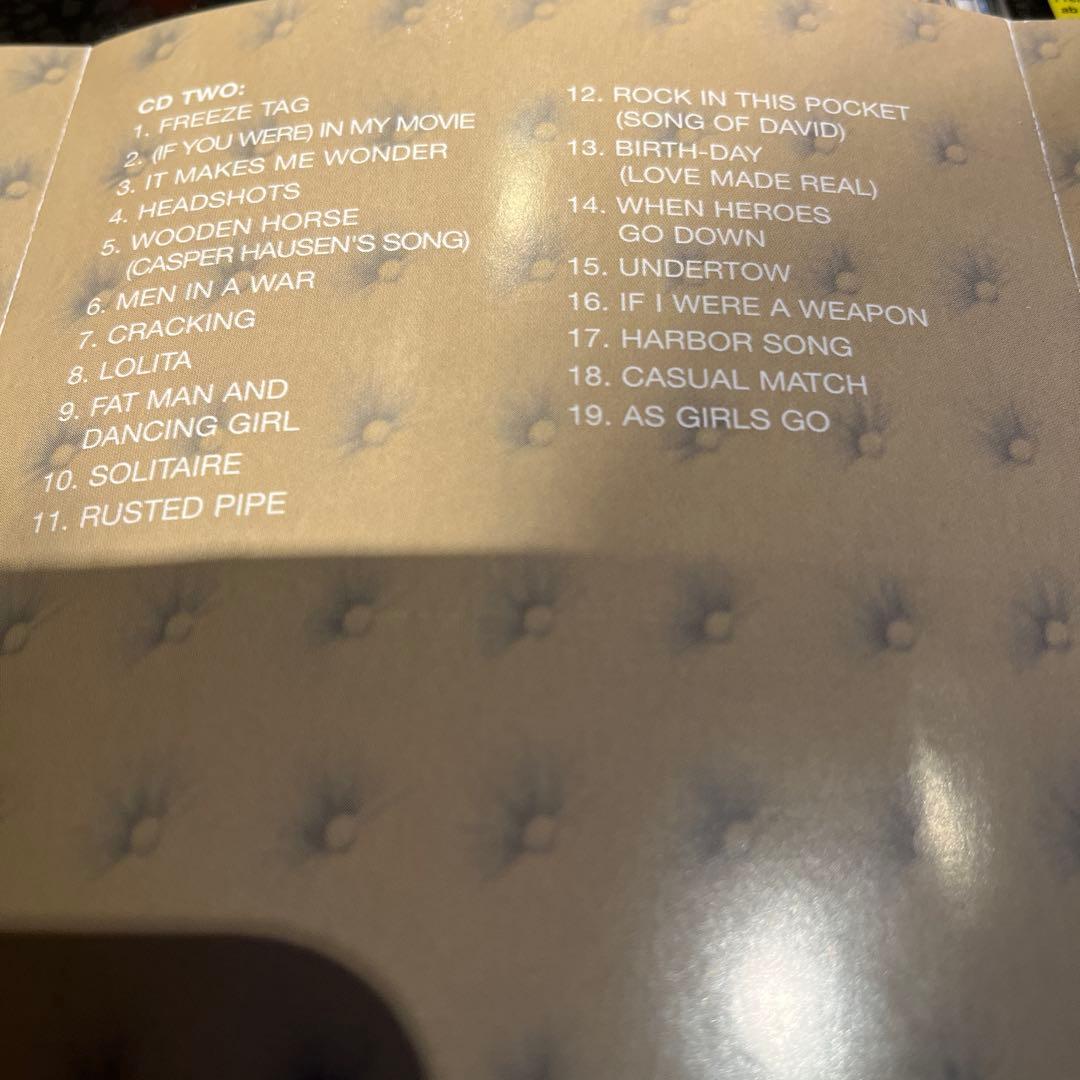 CD TWO:
1. FREEZE TAG
2. (IF YOU WERE) IN MY MOVIE
3. IT MAKES ME WONDER
4. HEADSHOTS
5. WOODEN HORSE
(CASPER HAUSEN'S SONG)
6. MEN IN A WAR
7. CRACKING
8. LOLITA
9. FAT MAN AND
DANCING GIRL
10. SOLITAIRE
11. RUSTED PIPE
12. ROCK IN THIS POCKET
(SONG OF DAVID)
13. BIRTH-DAY
(LOVE MADE REAL)
14. WHEN HEROES
GO DOWN
15. UNDERTOW
16. IF I WERE A WEAPON
17. HARBOR SONG
18. CASUAL MATCH
19. AS GIRLS GO